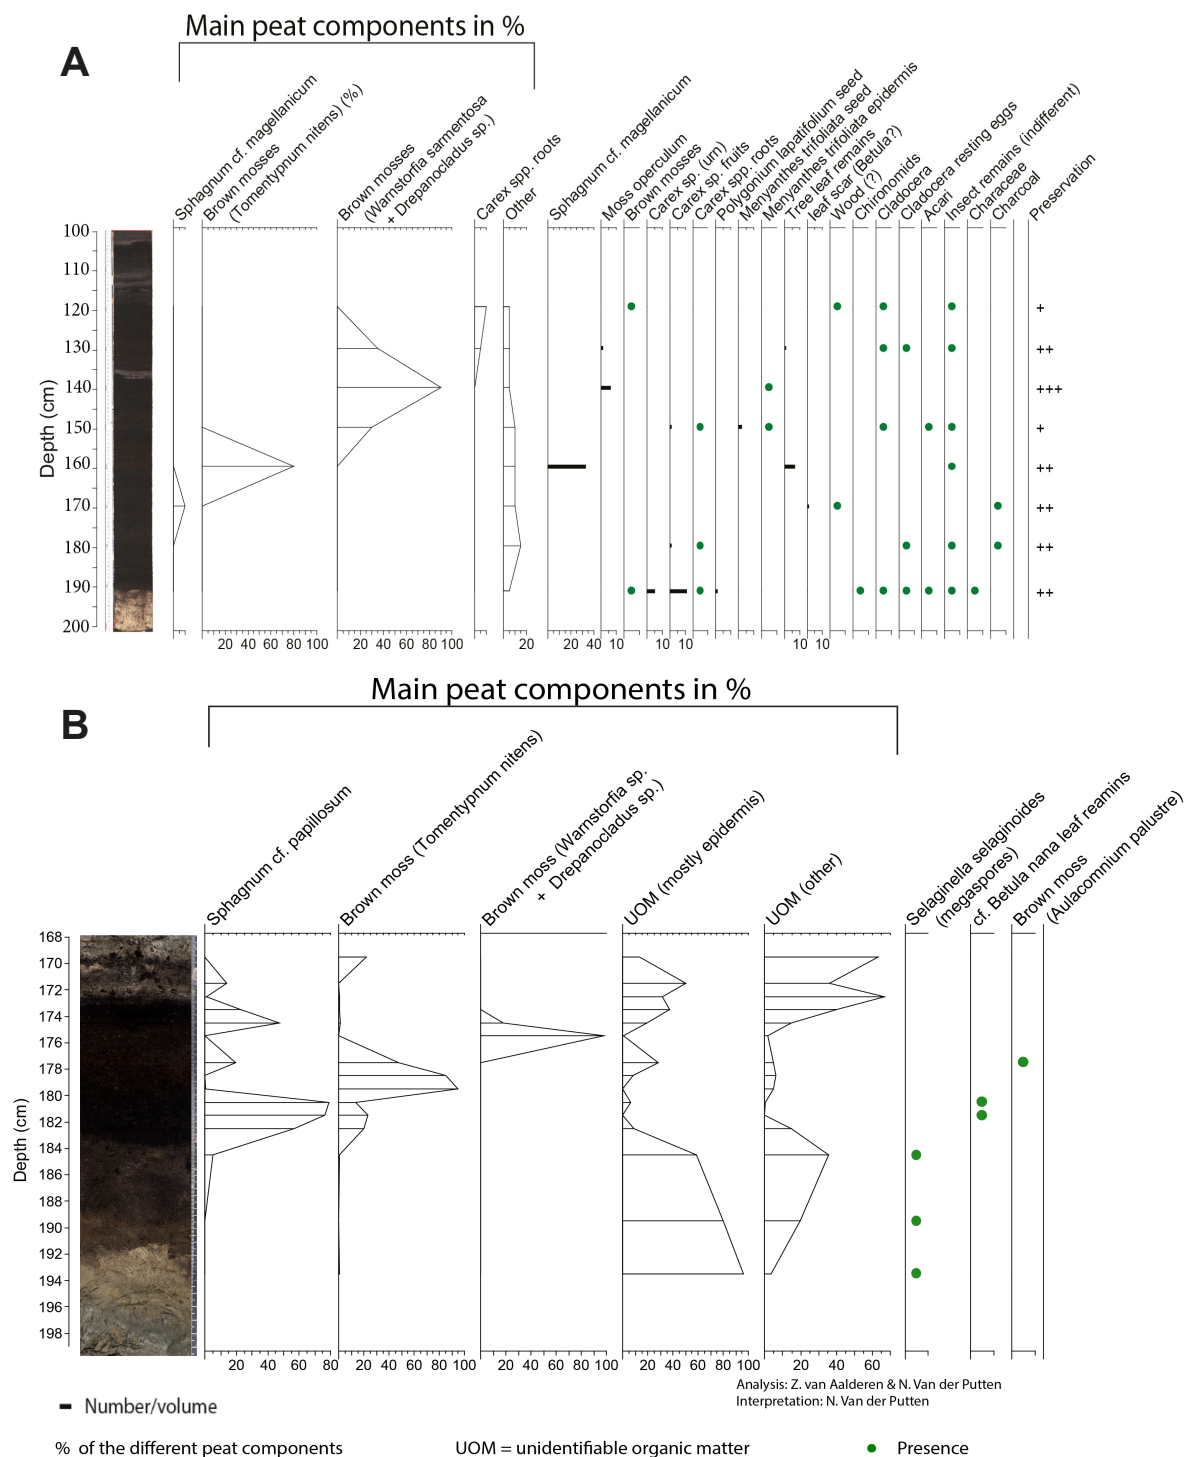 Main peat components in %
A
Sphagnum cf. magellanicum
Brown mosses
(Tomentypnum nitens) (%)
Brown mosses
(Warnstorfia sarmentosa
+ Drepanocladus sp.)
Carex spp. roots
Other
Sphagnum cf. magellanicum
Moss operculum
Brown mosses
Carex sp. (urn)
Carex sp. fruits
Carex spp. roots
Polygonium lapatifolium seed
Menyanthes trifoliata seed
Menyanthes trifoliata epidermis
Tree leaf remains
leaf scar (Betula?)
Wood (?)
Chironomids
Cladocera
Cladocera resting eggs
Acari
Insect remains (indifferent)
Characeae
Charcoal
Preservation
Depth (cm)
100
110
120
130
140
150
160
170
180
190
200
+
++
+++
+
++
++
++
++
20 40 60 80 100 20 40 60 80 100 20 20 40 10 10 10 10 10
Main peat components in %
B
Sphagnum cf. papillosum
Brown moss (Tomentypnum nitens)
Brown moss (Warnstorfia sp.
+ Drepanocladus sp.)
UOM (mostly epidermis)
UOM (other)
Selaginella selaginoides
(megaspores)
cf. Betula nana leaf reamins
Brown moss
(Aulacomnium palustre)
Depth (cm)
168
170
172
174
176
178
180
182
184
186
188
190
192
194
196
198
20 40 60 80 20 40 60 80 100 20 40 60 80 100 20 40 60 80 100 20 40 60
Analysis: Z. van Aalderen & N. Van der Putten
Interpretation: N. Van der Putten
Number/volume
% of the different peat components
UOM = unidentifiable organic matter
Presence